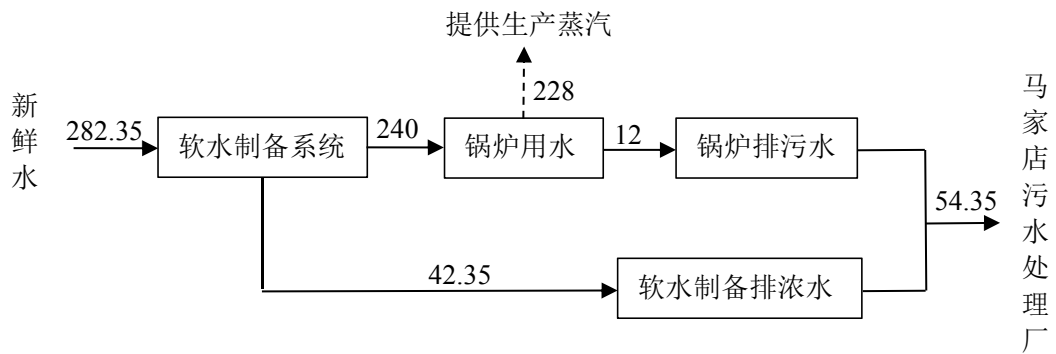 提供生产蒸汽
228
新鲜水
282.35
软水制备系统
240
锅炉用水
12
锅炉排污水
54.35
马家店污水处理厂
42.35
软水制备排浓水